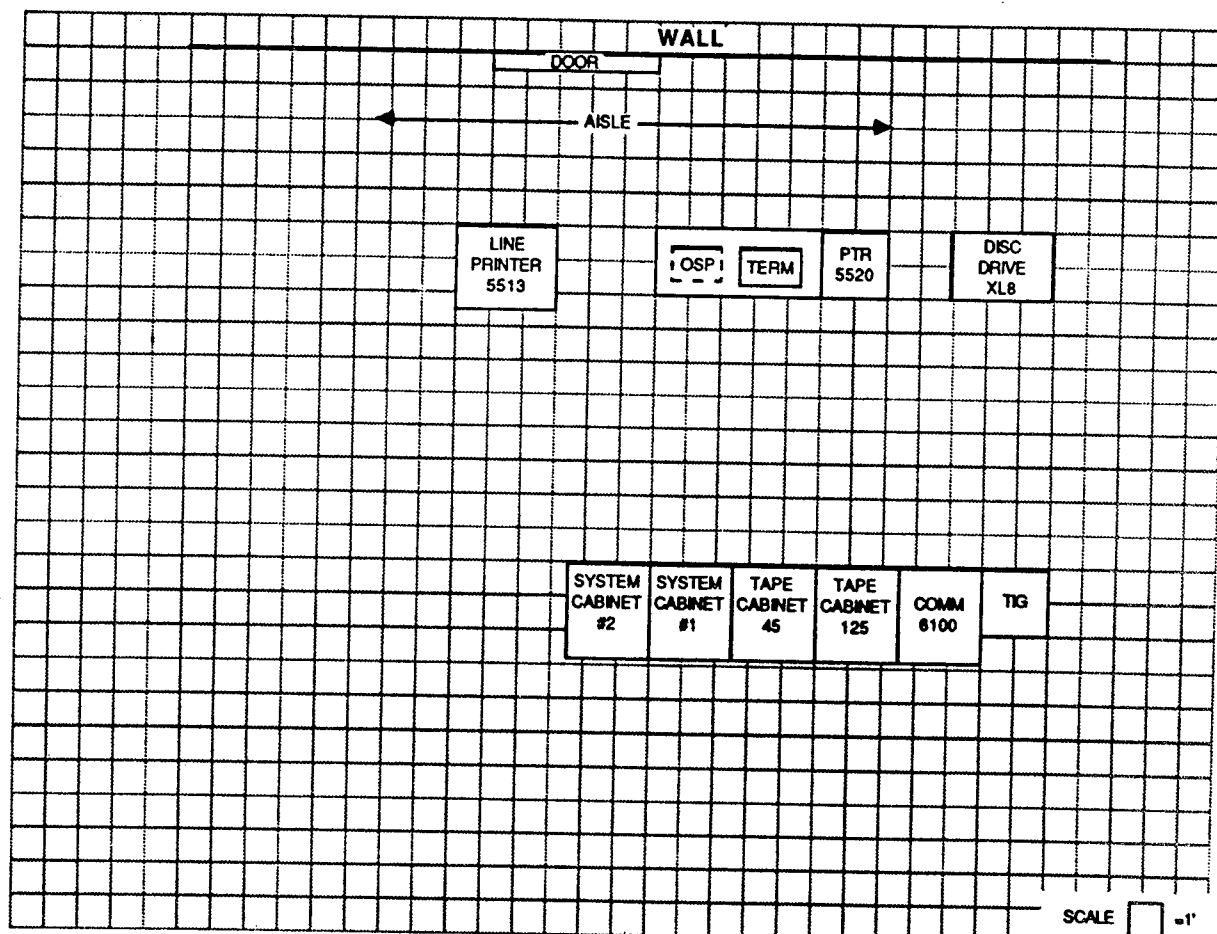 WALL
DOOR
AISLE
LINE
PRINTER
5513
OSP
TERM
PTR
5520
DISC
DRIVE
XL8
SYSTEM
CABINET
#2
SYSTEM
CABINET
#1
TAPE
CABINET
45
TAPE
CABINET
125
COMM
6100
TIG
SCALE =1'